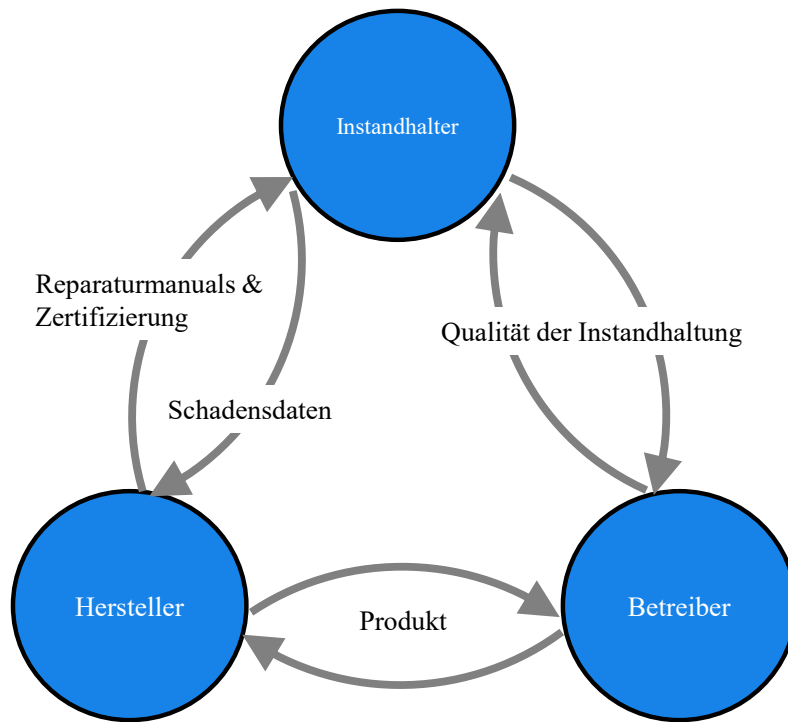 Instandhalter
Reparaturmanuals &
Zertifizierung
Qualität der Instandhaltung
Schadensdaten
Hersteller
Produkt
Betreiber